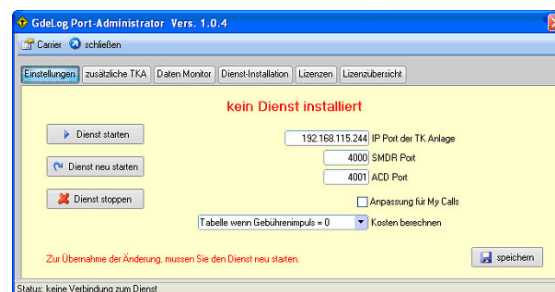 GdeLog Port-Administrator Vers. 1.0.4
Carrier schließen
Einstellungen zusätzliche TKA Daten Monitor Dienst-Installation Lizenzen Lizenzübersicht
kein Dienst installiert
Dienst starten
192.168.115.244 IP Port der TK Anlage
4000 SMDR Port
Dienst neu starten
4001 ACD Port
Dienst stoppen
Anpassung für My Calls
Tabelle wenn Gebührenimpuls = 0 Kosten berechnen
Zur Übernahme der Änderung, mussen Sie den Dienst neu starten.
speichern
Status: keine Verbindung zum Dienst